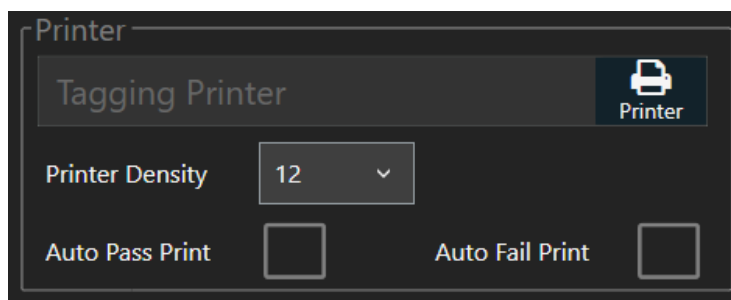 Printer
Tagging Printer
Printer
Printer Density
12
Auto Pass Print
Auto Fail Print